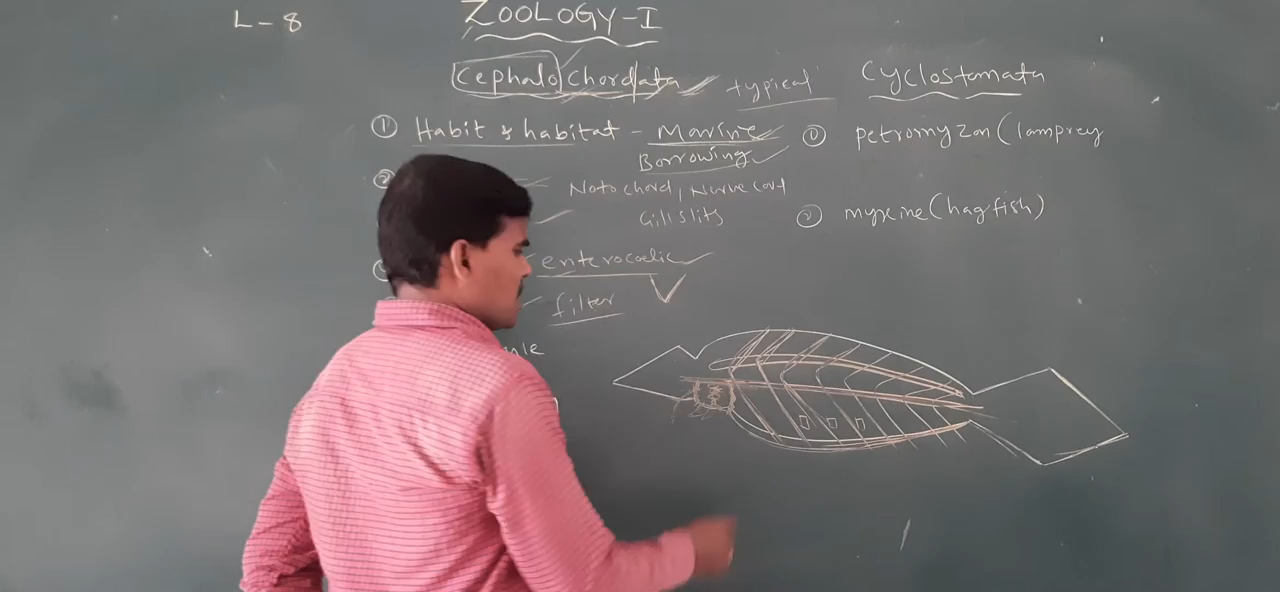 L - 8
ZOOLOGY-I
Cephalochordata typical
① Habit & habitat - Marine
Borrowing
②
Notochord, Nerve cord
Gill slits
enterocoelic
filter
Cyclostomata
① petromyzon (lamprey
② myxine (hagfish)